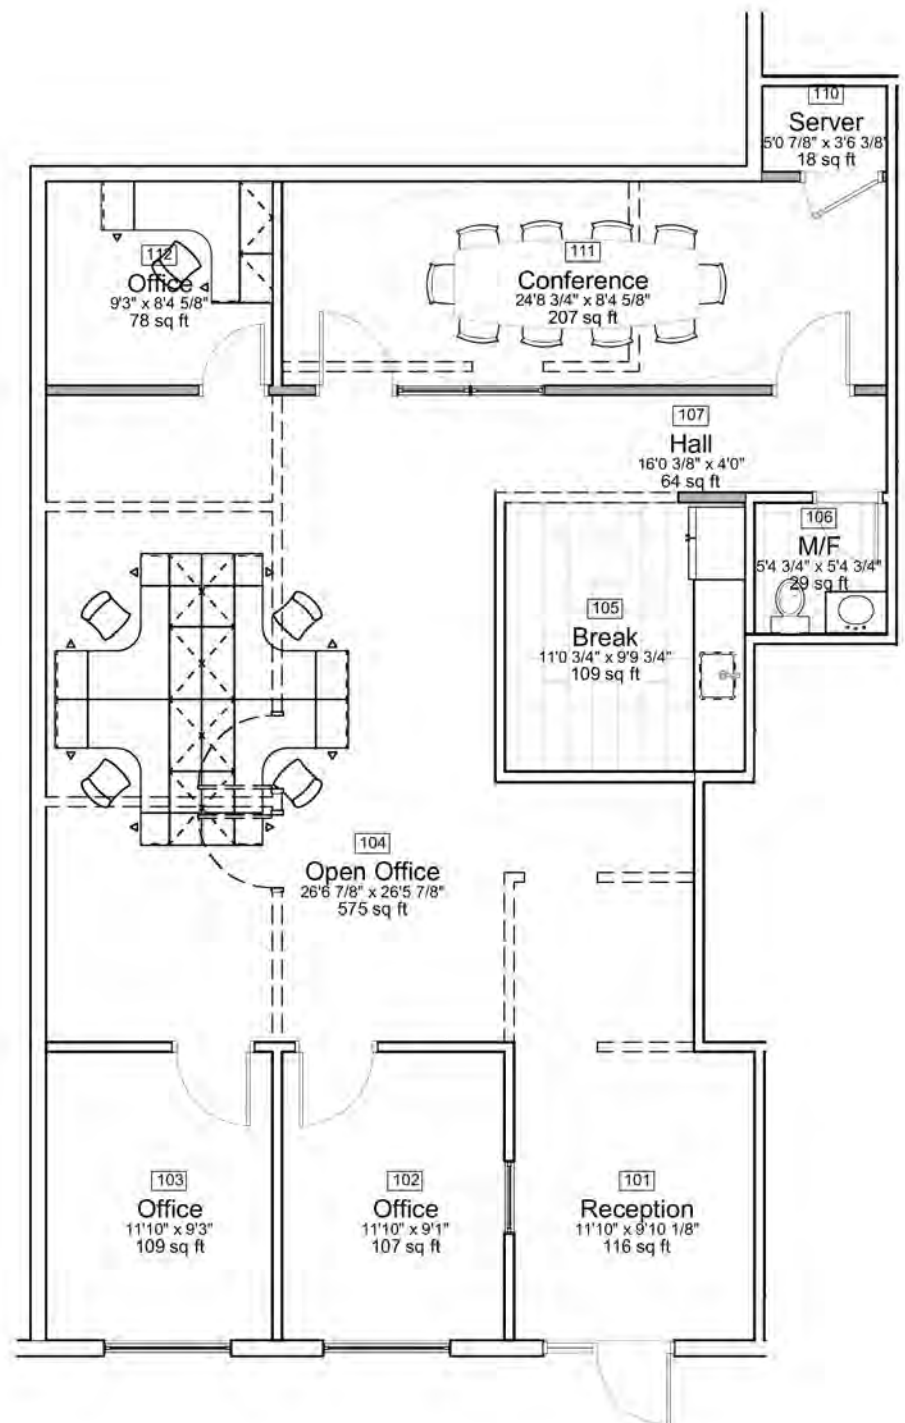 110
Server
5'0 7/8" x 3'6 3/8"
18 sq ft
112
Office
9'3" x 8'4 5/8"
78 sq ft
111
Conference
24'8 3/4" x 8'4 5/8"
207 sq ft
107
Hall
16'0 3/8" x 4'0"
64 sq ft
106
M/F
5'4 3/4" x 5'4 3/4"
29 sq ft
105
Break
11'0 3/4" x 9'9 3/4"
109 sq ft
104
Open Office
26'6 7/8" x 26'5 7/8"
575 sq ft
103
Office
11'10" x 9'3"
109 sq ft
102
Office
11'10" x 9'1"
107 sq ft
101
Reception
11'10" x 9'10 1/8"
116 sq ft